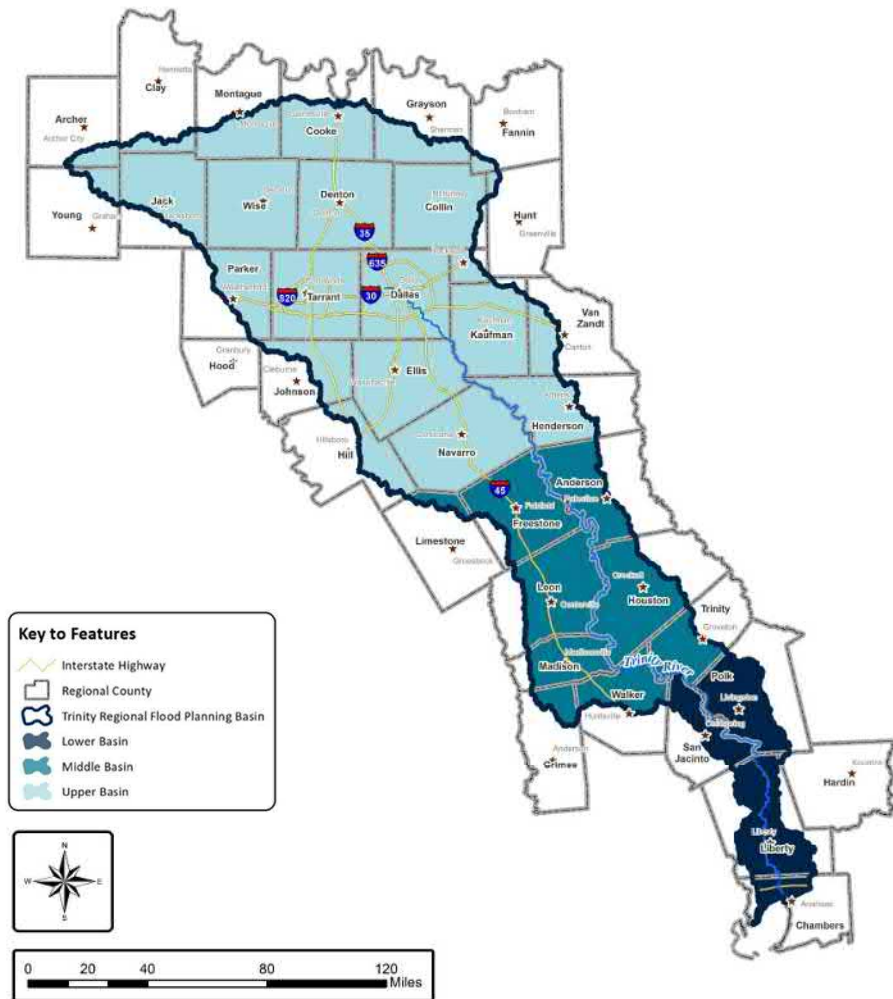 Henrietta
Clay
Montague
Archer
Archer City
Gainesville
Cooke
Grayson
Sherman
Bonham
Fannin
Young
Graham
Jack
Jacksboro
Wise
Denton
Collin
Hunt
Greenville
35
635
Parker
Weatherford
820
Tarrant
30
Dallas
Kaufman
Van
Zandt
Canton
Granbury
Hood
Cleburne
Johnson
Ellis
Athens
Henderson
Hillsboro
Hill
Corsicana
Navarro
45
Anderson
Palestine
Fairfield
Freestone
Limestone
Groesbeck
Leon
Centerville
Crockett
Houston
Trinity
Groveton
Madisonville
Madison
Trinity River
Polk
Livingston
Walker
Huntsville
Coldspring
San
Jacinto
Anderson
Grimes
Kountze
Hardin
Liberty
Liberty
Anahuac
Chambers
Key to Features
Interstate Highway
Regional County
Trinity Regional Flood Planning Basin
Lower Basin
Middle Basin
Upper Basin
N
W
E
S
0 20 40 80 120
Miles